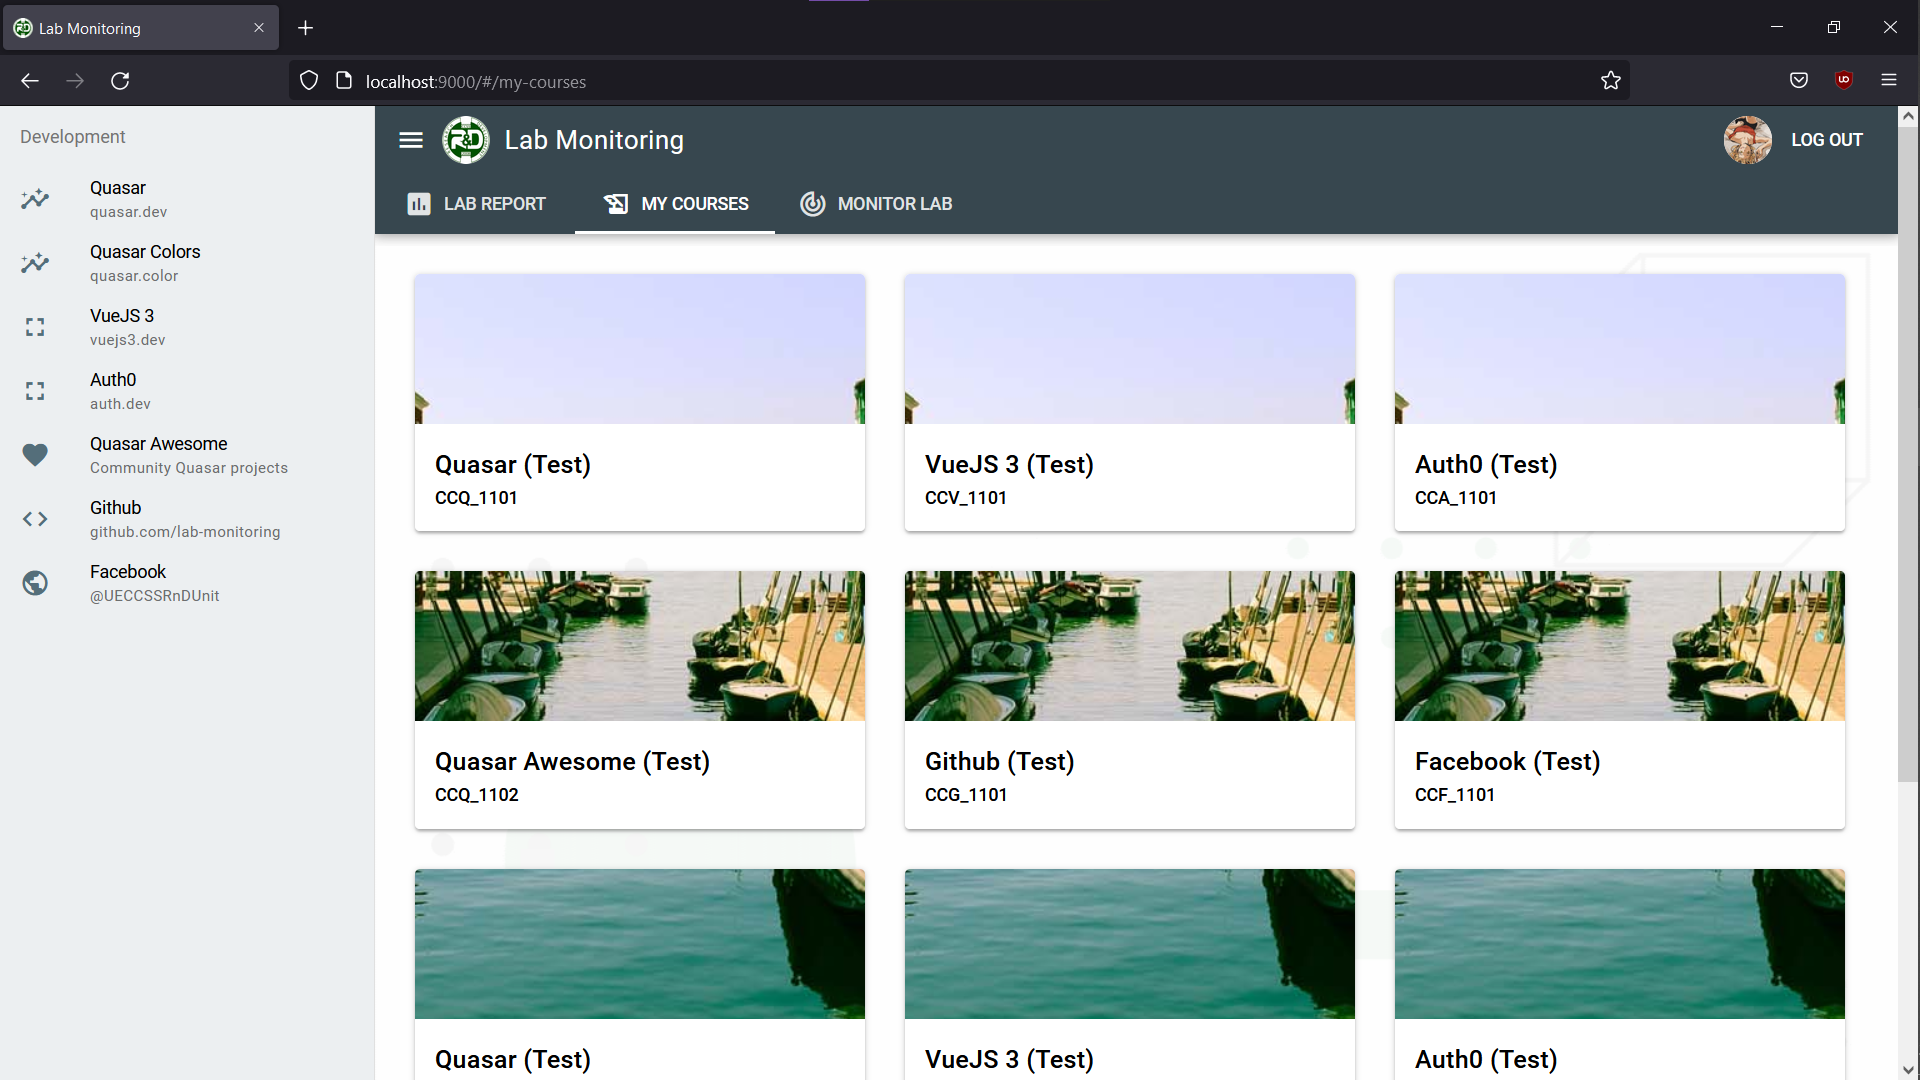 Lab Monitoring
localhost:9000/#/my-courses
Development
Quasar
quasar.dev
Quasar Colors
quasar.color
VueJS 3
vuejs3.dev
Auth0
auth.dev
Quasar Awesome
Community Quasar projects
Github
github.com/lab-monitoring
Facebook
@UECCSSRnDUnit
R&D
Lab Monitoring
LOG OUT
LAB REPORT
MY COURSES
MONITOR LAB
Quasar (Test)
CCQ_1101
VueJS 3 (Test)
CCV_1101
Auth0 (Test)
CCA_1101
Quasar Awesome (Test)
CCQ_1102
Github (Test)
CCG_1101
Facebook (Test)
CCF_1101
Quasar (Test)
VueJS 3 (Test)
Auth0 (Test)